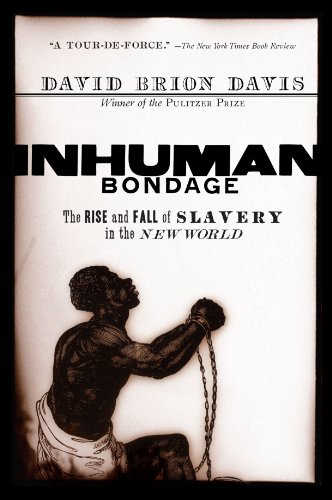 "A TOUR-DE-FORCE." —The New York Times Book Review
DAVID BRION DAVIS
Winner of the PULITZER PRIZE
INHUMAN
BONDAGE
The RISE and FALL of SLAVERY
in the NEW WORLD